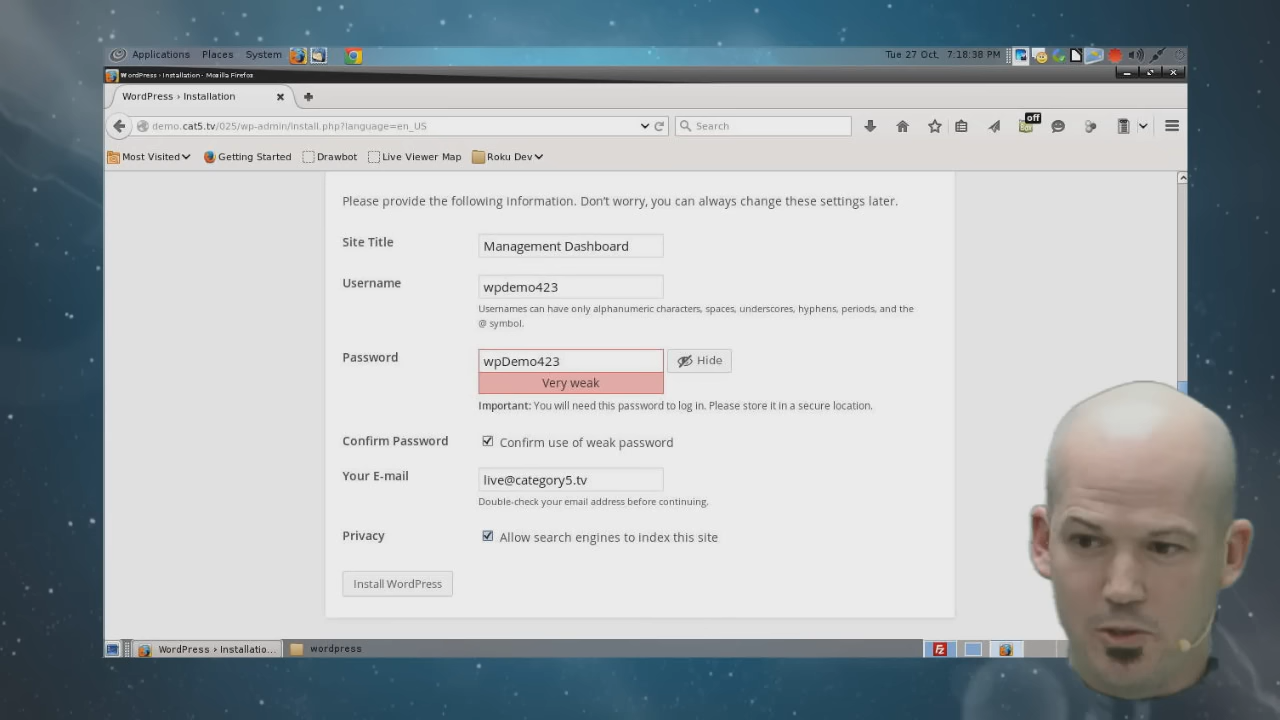 Applications Places System
Tue 27 Oct, 7:18:38 PM
WordPress › Installation - Mozilla Firefox
WordPress › Installation
demo.cat5.tv/025/wp-admin/install.php?language=en_US
Search
off
Most Visited
Getting Started
Drawbot
Live Viewer Map
Roku Dev
Please provide the following information. Don't worry, you can always change these settings later.
Site Title
Management Dashboard
Username
wpdemo423
Usernames can have only alphanumeric characters, spaces, underscores, hyphens, periods, and the
@ symbol.
Password
wpDemo423
Hide
Very weak
Important: You will need this password to log in. Please store it in a secure location.
Confirm Password
Confirm use of weak password
Your E-mail
live@category5.tv
Double-check your email address before continuing.
Privacy
Allow search engines to index this site
Install WordPress
WordPress › Installatio...
wordpress
FZ